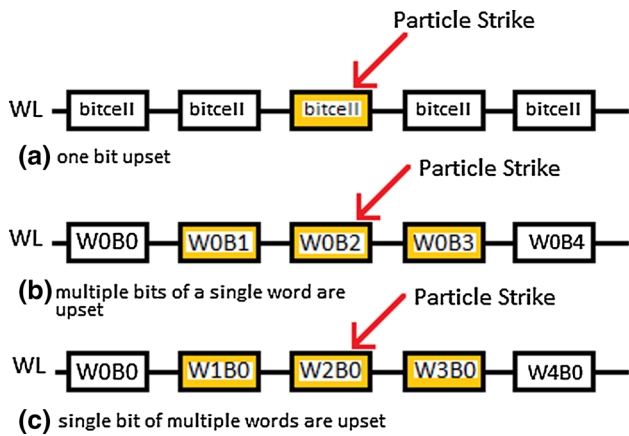 Particle Strike
WL bitcell bitcell bitcell bitcell bitcell
(a) one bit upset
Particle Strike
WL W0B0 W0B1 W0B2 W0B3 W0B4
(b) multiple bits of a single word are
upset
Particle Strike
WL W0B0 W1B0 W2B0 W3B0 W4B0
(c) single bit of multiple words are upset